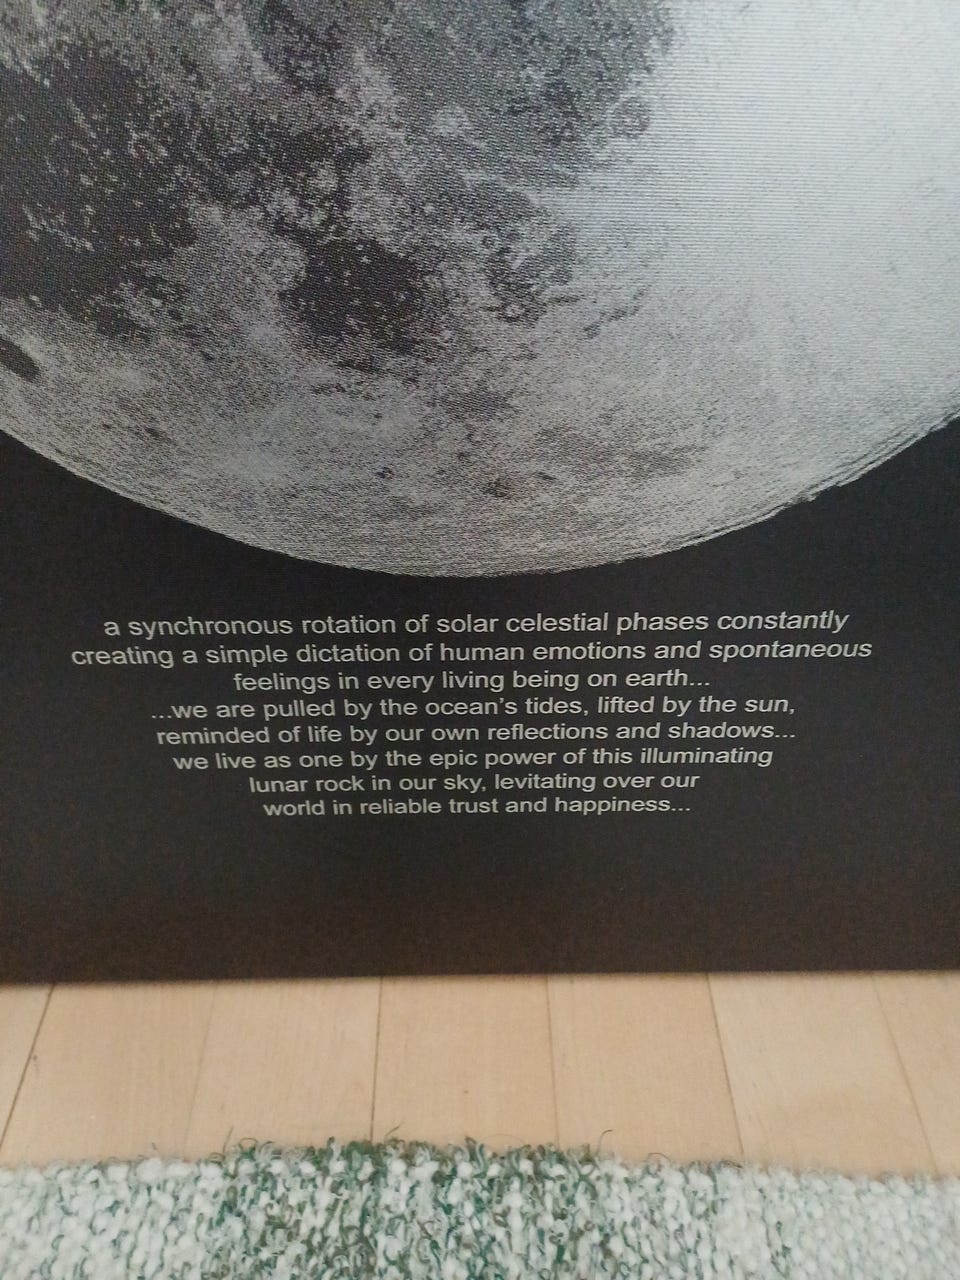 a synchronous rotation of solar celestial phases constantly
creating a simple dictation of human emotions and spontaneous
feelings in every living being on earth...
...we are pulled by the ocean's tides, lifted by the sun,
reminded of life by our own reflections and shadows...
we live as one by the epic power of this illuminating
lunar rock in our sky, levitating over our
world in reliable trust and happiness...